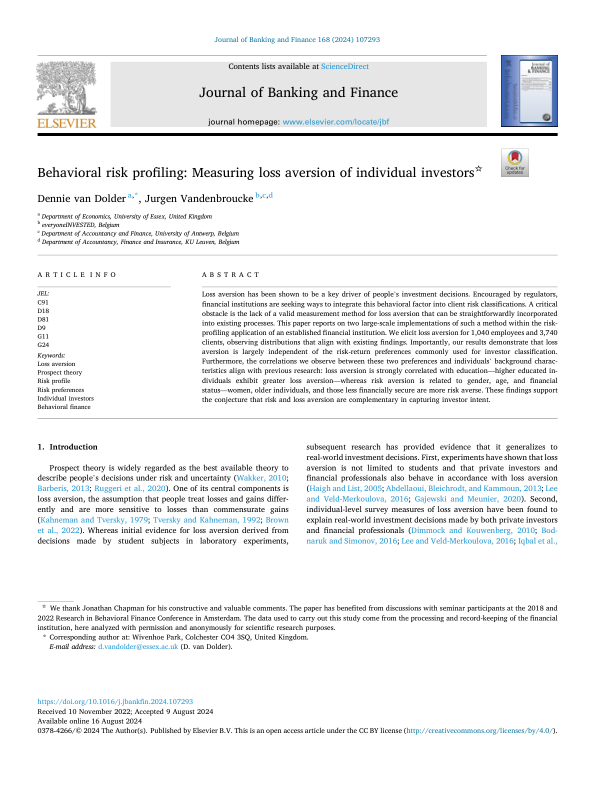 Journal of Banking and Finance 168 (2024) 107293
Contents lists available at ScienceDirect
Journal of Banking and Finance
journal homepage: www.elsevier.com/locate/jbf
ELSEVIER
Journal of
BANKING
& FINANCE
Behavioral risk profiling: Measuring loss aversion of individual investors☆
Check for
updates
Dennie van Dolder a,*, Jurgen Vandenbroucke b,c,d
a Department of Economics, University of Essex, United Kingdom
b everyoneINVESTED, Belgium
c Department of Accountancy and Finance, University of Antwerp, Belgium
d Department of Accountancy, Finance and Insurance, KU Leuven, Belgium
ARTICLE INFO
JEL:
C91
D18
D81
D9
G11
G24
Keywords:
Loss aversion
Prospect theory
Risk profile
Risk preferences
Individual investors
Behavioral finance
ABSTRACT
Loss aversion has been shown to be a key driver of people's investment decisions. Encouraged by regulators,
financial institutions are seeking ways to integrate this behavioral factor into client risk classifications. A critical
obstacle is the lack of a valid measurement method for loss aversion that can be straightforwardly incorporated
into existing processes. This paper reports on two large-scale implementations of such a method within the risk-
profiling application of an established financial institution. We elicit loss aversion for 1,040 employees and 3,740
clients, observing distributions that align with existing findings. Importantly, our results demonstrate that loss
aversion is largely independent of the risk-return preferences commonly used for investor classification.
Furthermore, the correlations we observe between these two preferences and individuals' background charac-
teristics align with previous research: loss aversion is strongly correlated with education—higher educated in-
dividuals exhibit greater loss aversion—whereas risk aversion is related to gender, age, and financial
status—women, older individuals, and those less financially secure are more risk averse. These findings support
the conjecture that risk and loss aversion are complementary in capturing investor intent.
1. Introduction
Prospect theory is widely regarded as the best available theory to
describe people's decisions under risk and uncertainty (Wakker, 2010;
Barberis, 2013; Ruggeri et al., 2020). One of its central components is
loss aversion, the assumption that people treat losses and gains differ-
ently and are more sensitive to losses than commensurate gains
(Kahneman and Tversky, 1979; Tversky and Kahneman, 1992; Brown
et al., 2022). Whereas initial evidence for loss aversion derived from
decisions made by student subjects in laboratory experiments,
subsequent research has provided evidence that it generalizes to
real-world investment decisions. First, experiments have shown that loss
aversion is not limited to students and that private investors and
financial professionals also behave in accordance with loss aversion
(Haigh and List, 2005; Abdellaoui, Bleichrodt, and Kammoun, 2013; Lee
and Veld-Merkoulova, 2016; Gajewski and Meunier, 2020). Second,
individual-level survey measures of loss aversion have been found to
explain real-world investment decisions made by both private investors
and financial professionals (Dimmock and Kouwenberg, 2010; Bod-
naruk and Simonov, 2016; Lee and Veld-Merkoulova, 2016; Iqbal et al.,
☆ We thank Jonathan Chapman for his constructive and valuable comments. The paper has benefited from discussions with seminar participants at the 2018 and
2022 Research in Behavioral Finance Conference in Amsterdam. The data used to carry out this study come from the processing and record-keeping of the financial
institution, here analyzed with permission and anonymously for scientific research purposes.
* Corresponding author at: Wivenhoe Park, Colchester CO4 3SQ, United Kingdom.
E-mail address: d.vandolder@essex.ac.uk (D. van Dolder).
https://doi.org/10.1016/j.jbankfin.2024.107293
Received 10 November 2022; Accepted 9 August 2024
Available online 16 August 2024
0378-4266/© 2024 The Author(s). Published by Elsevier B.V. This is an open access article under the CC BY license (http://creativecommons.org/licenses/by/4.0/).